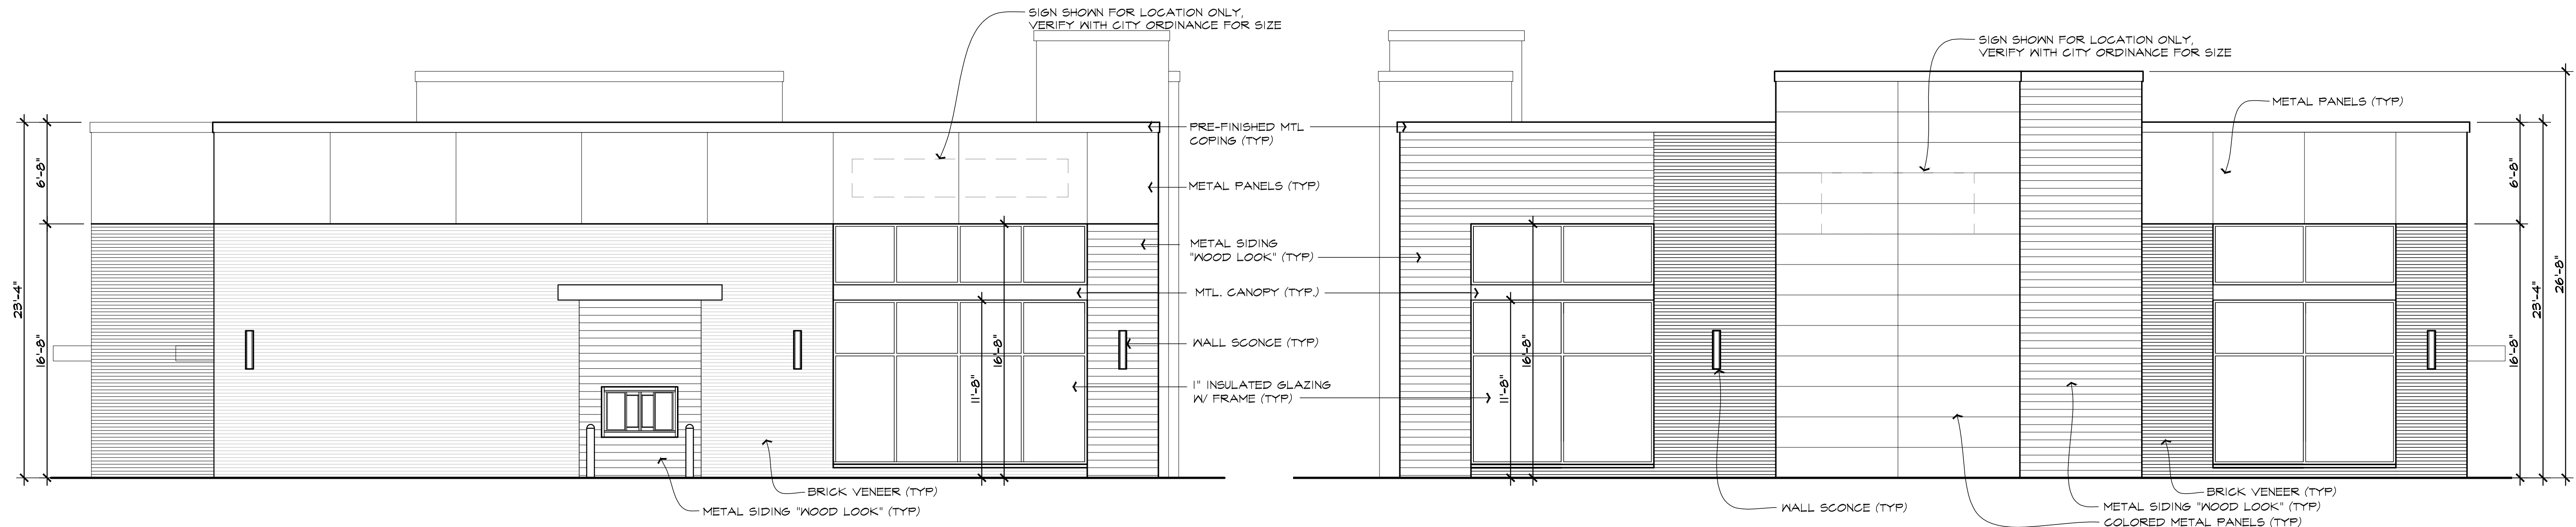 SIGN SHOWN FOR LOCATION ONLY,
VERIFY WITH CITY ORDINANCE FOR SIZE
23'-4"
6'-8"
16'-8"
PRE-FINISHED MTL
COPING (TYP)
METAL PANELS (TYP)
METAL SIDING
"WOOD LOOK" (TYP)
MTL. CANOPY (TYP.)
WALL SCONCE (TYP)
1" INSULATED GLAZING
W/ FRAME (TYP)
16'-8"
11'-8"
BRICK VENEER (TYP)
METAL SIDING "WOOD LOOK" (TYP)
SIGN SHOWN FOR LOCATION ONLY,
VERIFY WITH CITY ORDINANCE FOR SIZE
METAL PANELS (TYP)
16'-8"
11'-8"
6'-8"
16'-8"
23'-4"
26'-8"
WALL SCONCE (TYP)
BRICK VENEER (TYP)
METAL SIDING "WOOD LOOK" (TYP)
COLORED METAL PANELS (TYP)